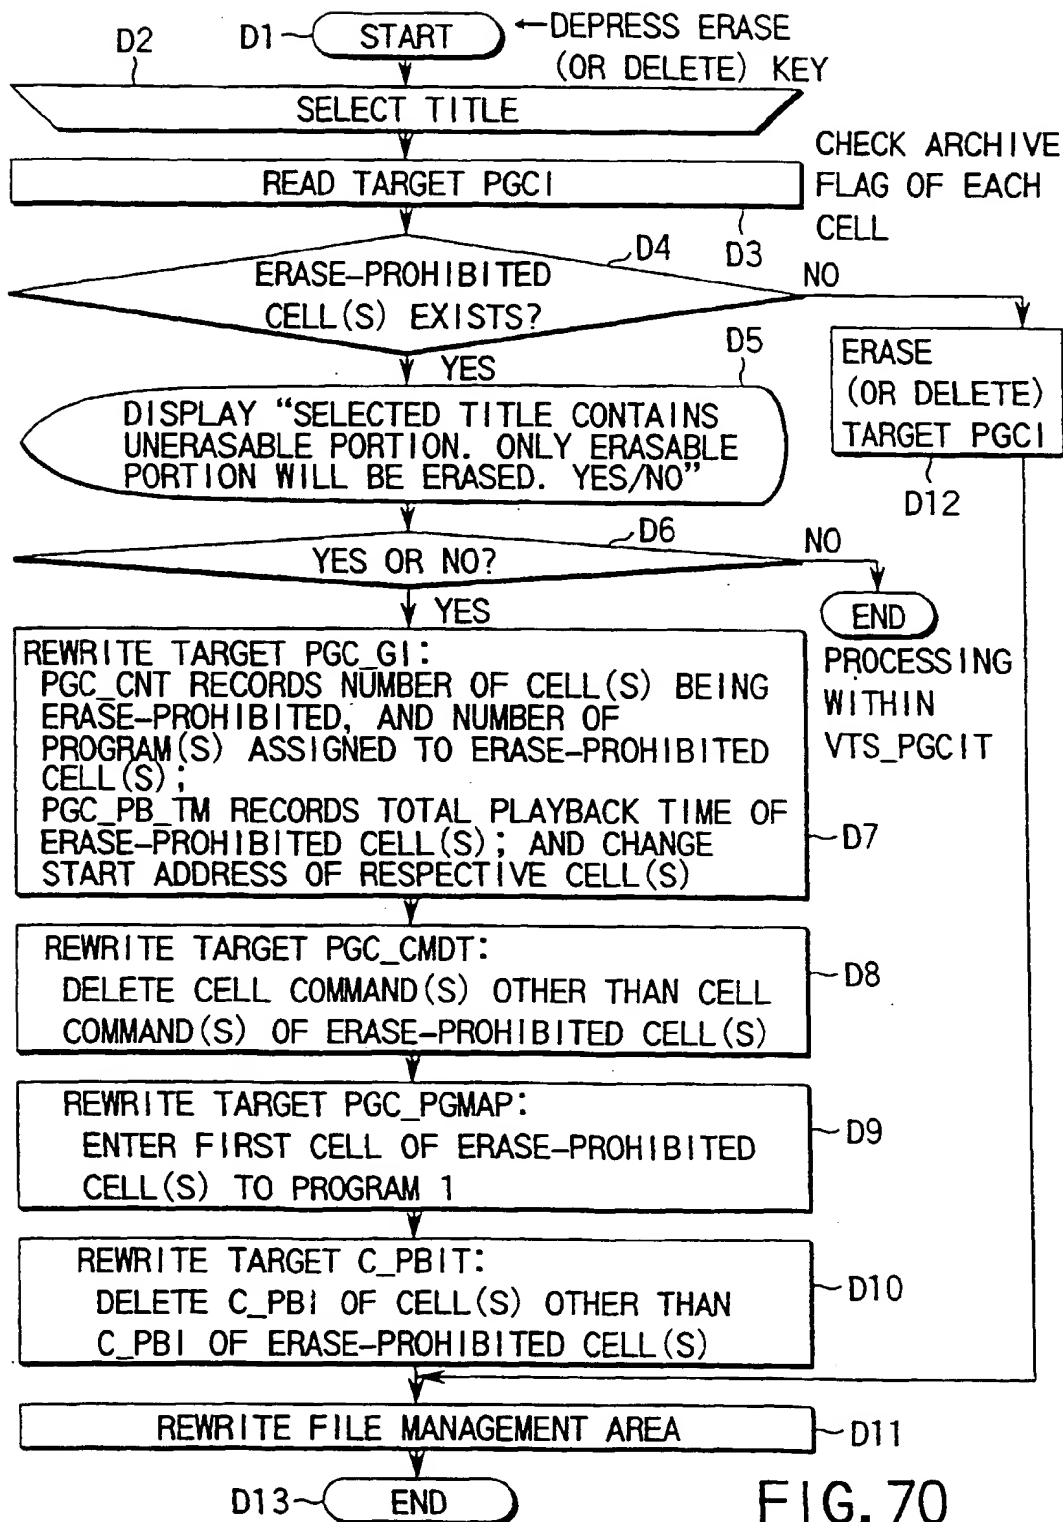 D1
START
←DEPRESS ERASE
(OR DELETE) KEY
D2
SELECT TITLE
READ TARGET PGCI
D3
CHECK ARCHIVE
FLAG OF EACH
CELL
D4
ERASE-PROHIBITED
CELL(S) EXISTS?
NO
YES
D5
DISPLAY “SELECTED TITLE CONTAINS
UNERASABLE PORTION. ONLY ERASABLE
PORTION WILL BE ERASED. YES/NO”
ERASE
(OR DELETE)
TARGET PGCI
D12
D6
YES OR NO?
NO
YES
END
PROCESSING
WITHIN
VTS_PGCIT
REWRITE TARGET PGC_GI:
PGC_CNT RECORDS NUMBER OF CELL(S) BEING
ERASE-PROHIBITED, AND NUMBER OF
PROGRAM(S) ASSIGNED TO ERASE-PROHIBITED
CELL(S);
PGC_PB_TM RECORDS TOTAL PLAYBACK TIME OF
ERASE-PROHIBITED CELL(S); AND CHANGE
START ADDRESS OF RESPECTIVE CELL(S)
D7
REWRITE TARGET PGC_CMDT:
DELETE CELL COMMAND(S) OTHER THAN CELL
COMMAND(S) OF ERASE-PROHIBITED CELL(S)
D8
REWRITE TARGET PGC_PGMAP:
ENTER FIRST CELL OF ERASE-PROHIBITED
CELL(S) TO PROGRAM 1
D9
REWRITE TARGET C_PBIT:
DELETE C_PBI OF CELL(S) OTHER THAN
C_PBI OF ERASE-PROHIBITED CELL(S)
D10
REWRITE FILE MANAGEMENT AREA
D11
D13
END
FIG. 70